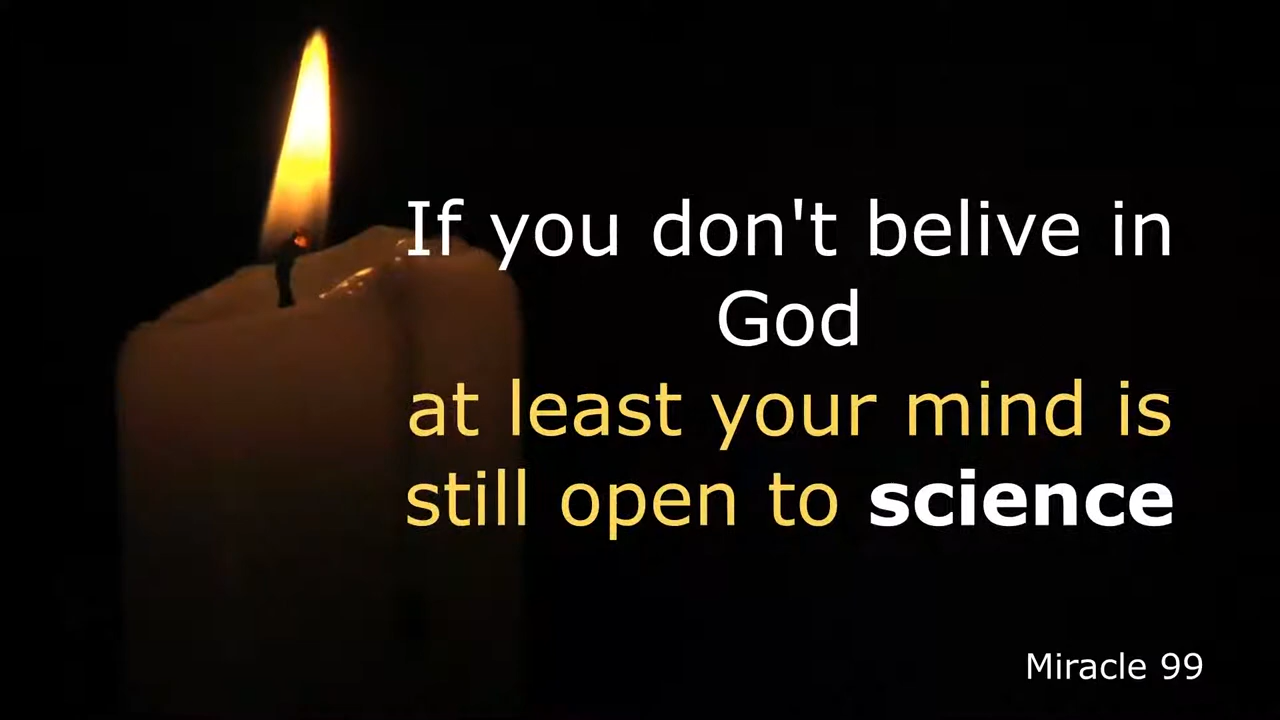 If you don't belive in
God
at least your mind is
still open to science
Miracle 99